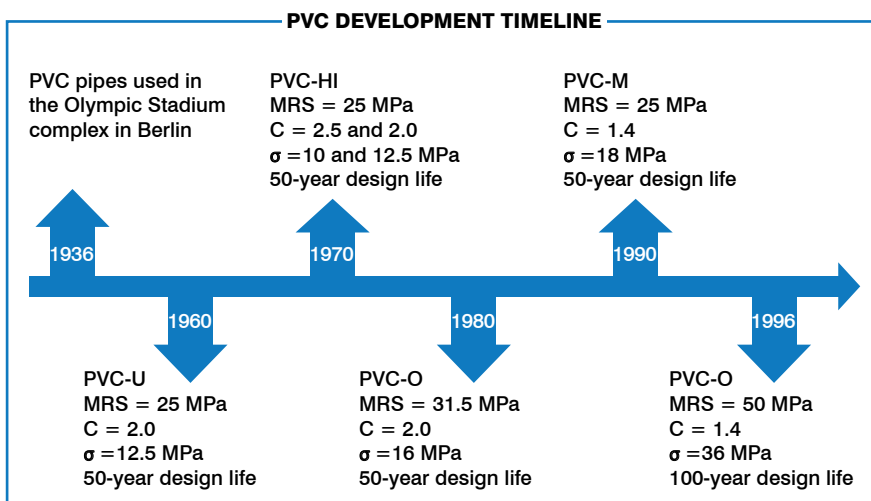 PVC DEVELOPMENT TIMELINE
PVC pipes used in
the Olympic Stadium
complex in Berlin
PVC-HI
MRS = 25 MPa
C = 2.5 and 2.0
σ =10 and 12.5 MPa
50-year design life
PVC-M
MRS = 25 MPa
C = 1.4
σ =18 MPa
50-year design life
1936
1970
1990
1960
1980
1996
PVC-U
MRS = 25 MPa
C = 2.0
σ =12.5 MPa
50-year design life
PVC-O
MRS = 31.5 MPa
C = 2.0
σ =16 MPa
50-year design life
PVC-O
MRS = 50 MPa
C = 1.4
σ =36 MPa
100-year design life